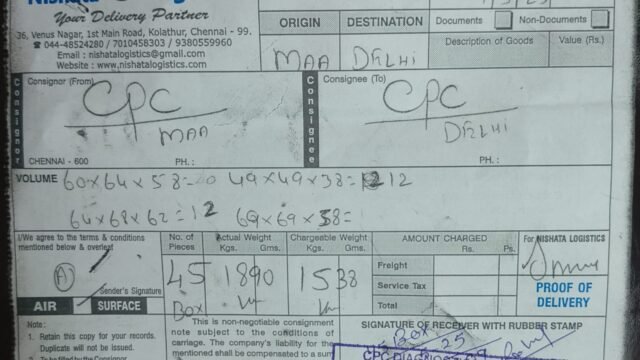 Your Delivery Partner
36, Venus Nagar, 1st Main Road, Kolathur, Chennai - 99.
☎ 044-48524280 / 7010458303 / 9380559960
Email : nishatalogistics@gmail.com
Website : www.nishatalogistics.com
ORIGIN DESTINATION
MAA DELHI
Documents Non-Documents
Description of Goods Value (Rs.)
Consignor
Consignor (From)
CPC
MAA
CHENNAI - 600 PH. :
Consignee
Consignee (To)
CPC
DELHI
PH. :
VOLUME 60x64x58= 49x49x38= 12
64x68x62=12 69x69x38=
I/We agree to the terms & conditions
mentioned below & overleaf
Sender's Signature
AIR SURFACE
No. of Pieces
45
Box
Actual Weight
Kgs. Gms.
1890
Chargeable Weight
Kgs. Gms.
1538
AMOUNT CHARGED
Rs. Ps.
Freight
Service Tax
Total
For NISHATA LOGISTICS
PROOF OF
DELIVERY
Note :
1. Retain this copy for your records.
Duplicate will not be issued.
This is non-negotiable consignment
note subject to the conditions of
carriage. The company's liability for the
mentioned shall be compensated to a sum
SIGNATURE OF RECEIVER WITH RUBBER STAMP
Box